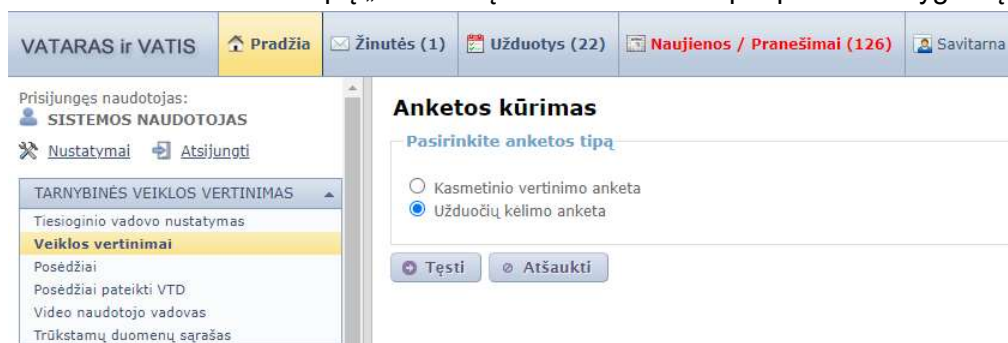 VATARAS ir VATIS
Pradžia
Žinutės (1)
Užduotys (22)
Naujienos / Pranešimai (126)
Savitarna
Prisijungęs naudotojas:
SISTEMOS NAUDOTOJAS
Nustatymai Atsijungti
TARNYBINĖS VEIKLOS VERTINIMAS
Tiesioginio vadovo nustatymas
Veiklos vertinimai
Posėdžiai
Posėdžiai pateikti VTD
Video naudotojo vadovas
Trūkstamų duomenų sąrašas
Anketos kūrimas
Pasirinkite anketos tipą
Kasmetinio vertinimo anketa
Užduočių kėlimo anketa
Tęsti
Atšaukti